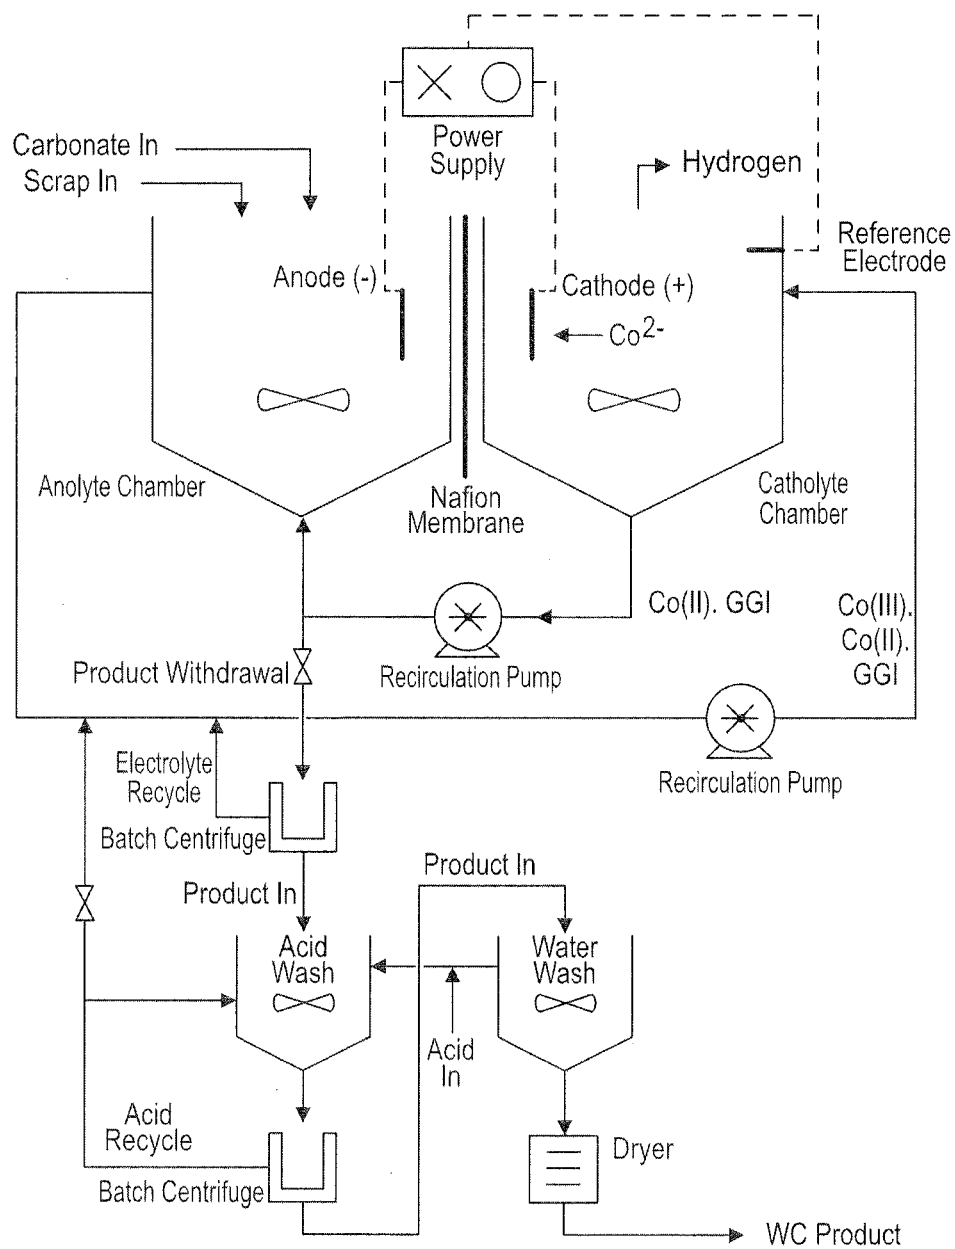 Power
Supply
Carbonate In
Scrap In
Hydrogen
Reference
Electrode
Anode (-)
Cathode (+)
Co2-
Anolyte Chamber
Nafion
Membrane
Catholyte
Chamber
Co(II). GGI
Co(III).
Co(II).
GGI
Product Withdrawal
Recirculation Pump
Recirculation Pump
Electrolyte
Recycle
Batch Centrifuge
Product In
Product In
Acid
Wash
Water
Wash
Acid
In
Acid
Recycle
Batch Centrifuge
Dryer
WC Product